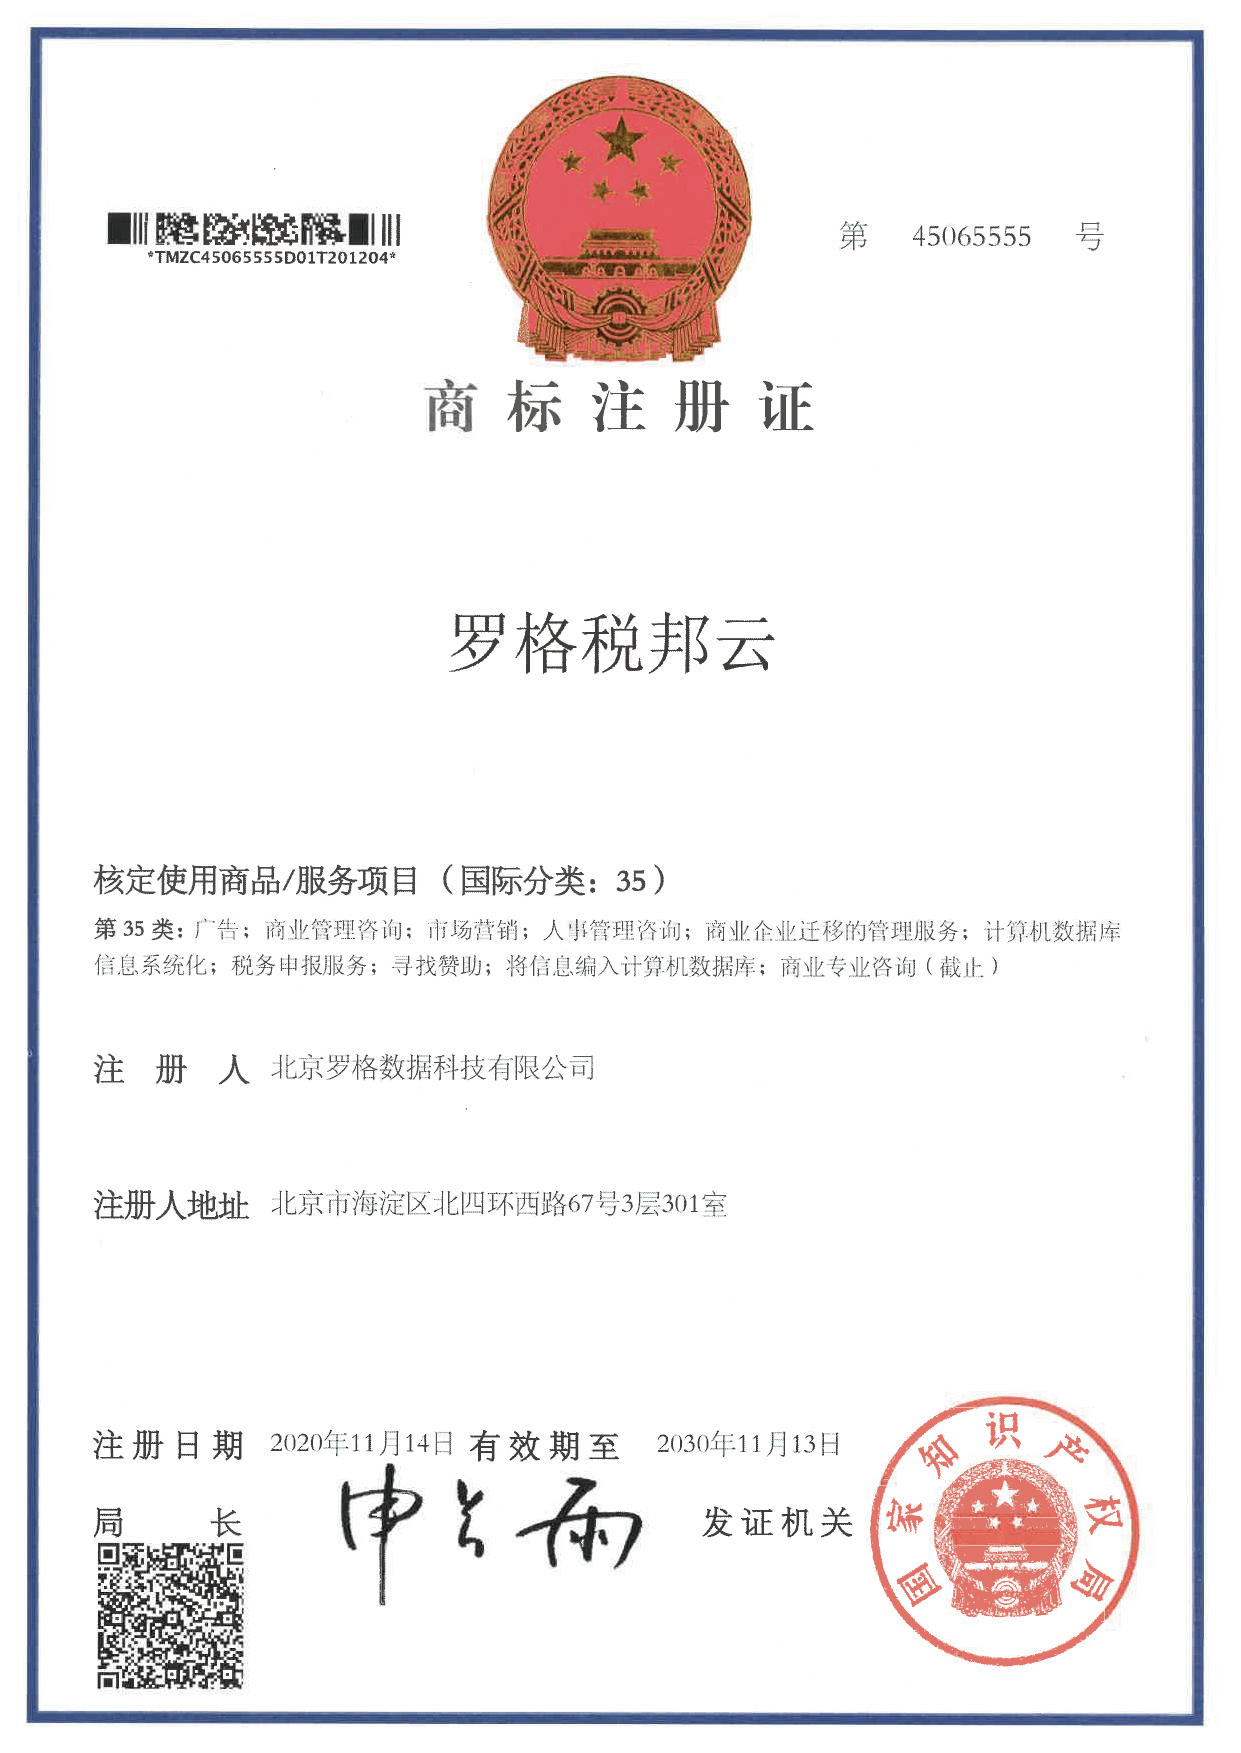 *TMZC45065555D01T201204*
第 45065555 号
商标注册证
罗格税邦云
核定使用商品/服务项目（国际分类：35）
第 35 类：广告；商业管理咨询；市场营销；人事管理咨询；商业企业迁移的管理服务；计算机数据库
信息系统化；税务申报服务；寻找赞助；将信息编入计算机数据库；商业专业咨询（截止）
注册人 北京罗格数据科技有限公司
注册人地址 北京市海淀区北四环西路67号3层301室
注册日期 2020年11月14日 有效期至 2030年11月13日
局长 申长雨 发证机关
国家知识产权局